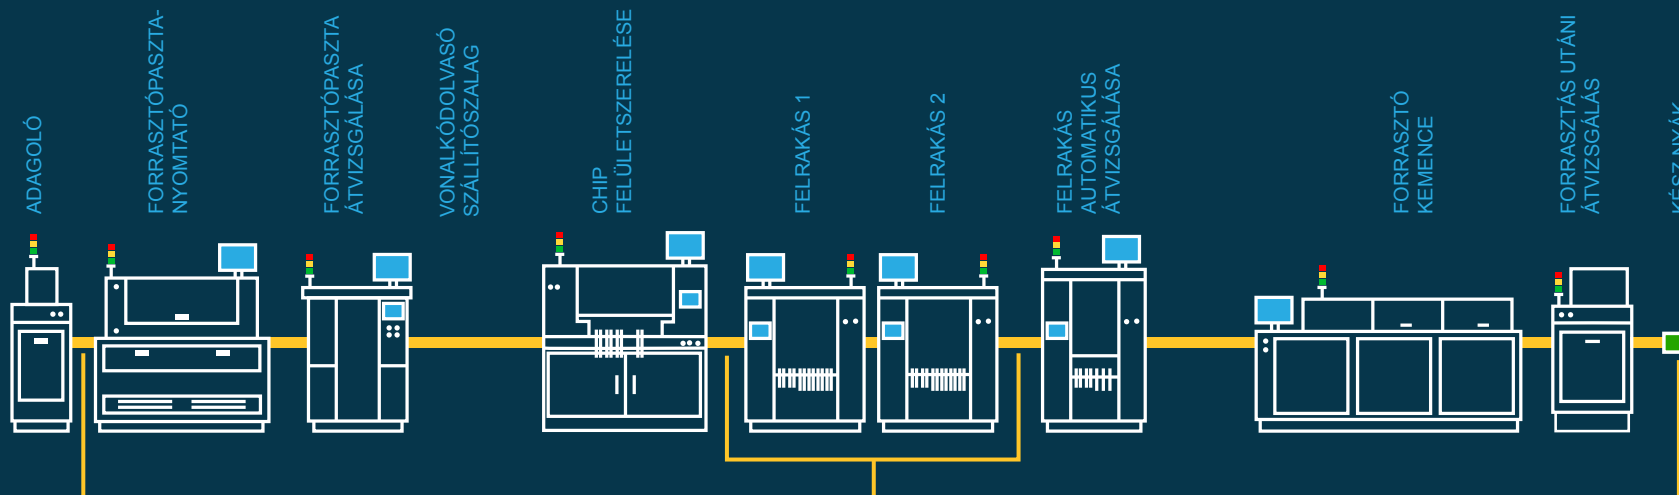 ADAGOLÓ
FORRASZTÓPASZTA-
NYOMTATÓ
FORRASZTÓPASZTA
ÁTVIZSGÁLÁSA
VONALKÓDOLVASÓ
SZÁLLÍTÓSZALAG
CHIP
FELÜLETSZERELÉSE
FELRAKÁS 1
FELRAKÁS 2
FELRAKÁS
AUTOMATIKUS
ÁTVIZSGÁLÁSA
FORRASZTÓ
KEMENCE
FORRASZTÁS UTÁNI
ÁTVIZSGÁLÁS